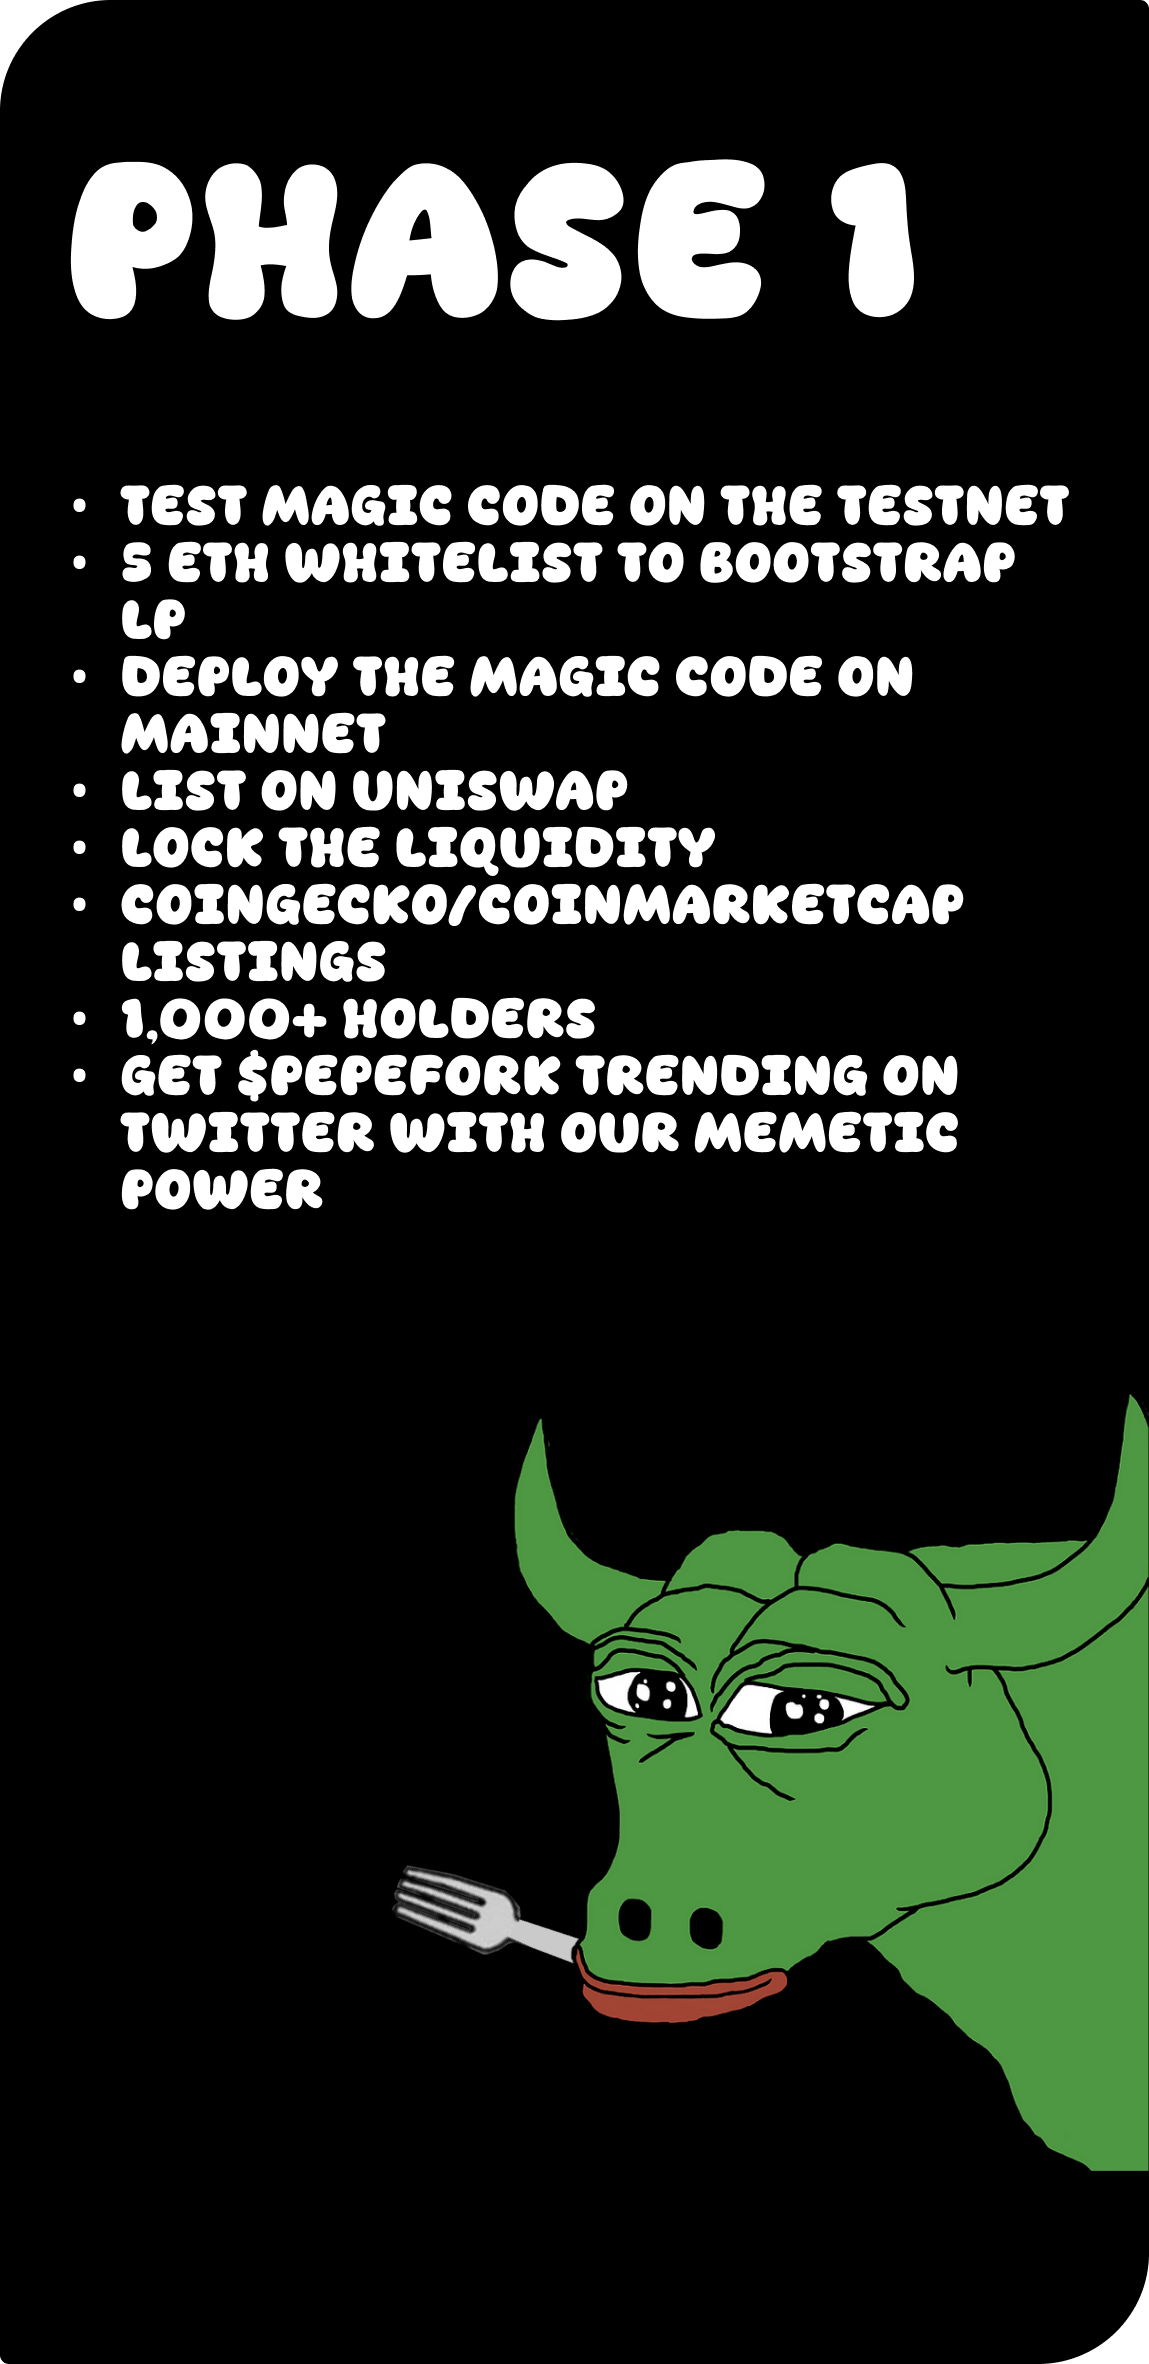 PHASE 1
• TEST MAGIC CODE ON THE TESTNET
• 5 ETH WHITELIST TO BOOTSTRAP
LP
• DEPLOY THE MAGIC CODE ON
MAINNET
• LIST ON UNISWAP
• LOCK THE LIQUIDITY
• COINGECKO/COINMARKETCAP
LISTINGS
• 1,000+ HOLDERS
• GET $PEPEFORK TRENDING ON
TWITTER WITH OUR MEMETIC
POWER